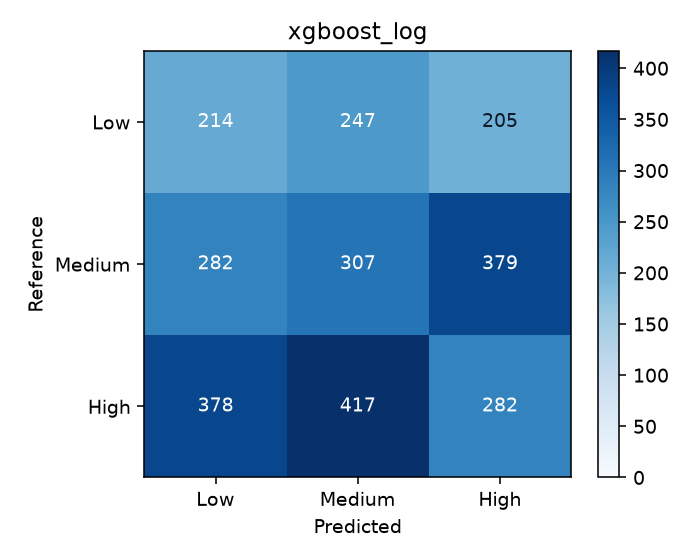 xgboost_log
Low 214 247 205
Medium 282 307 379
High 378 417 282
Low Medium High
Predicted
Reference
400
350
300
250
200
150
100
50
0